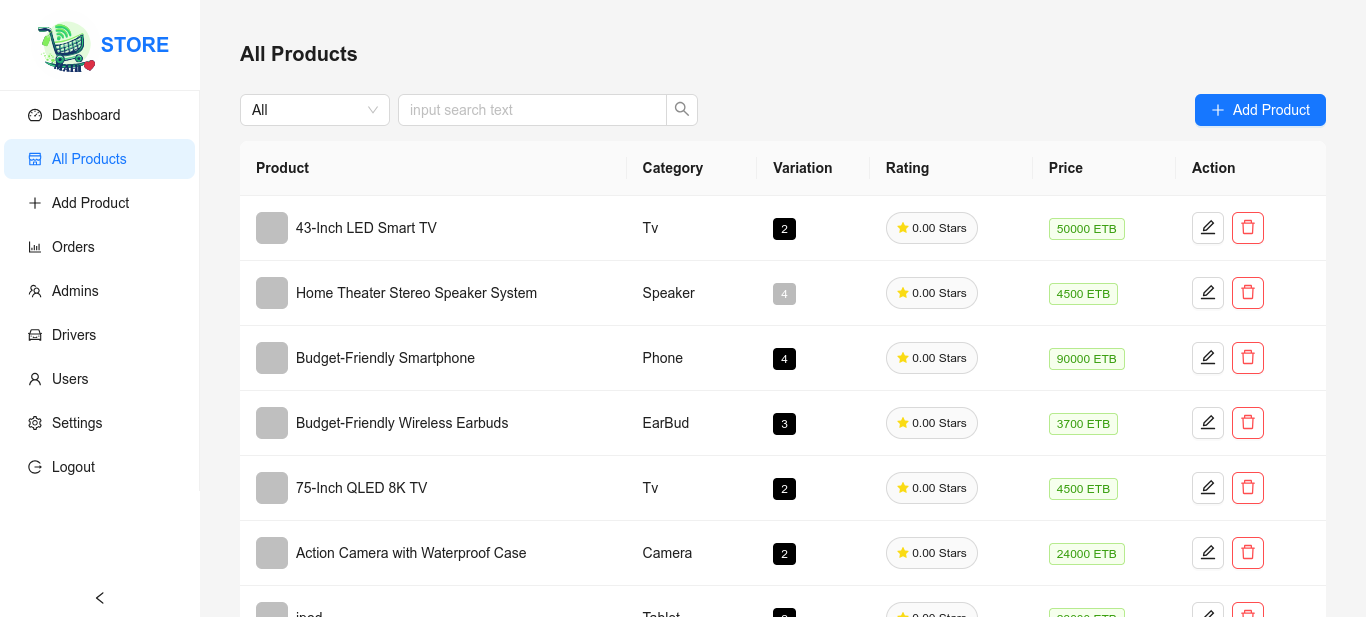 STORE
Dashboard
All Products
Add Product
Orders
Admins
Drivers
Users
Settings
Logout
All Products
All
input search text
Add Product
Product Category Variation Rating Price Action
43-Inch LED Smart TV Tv 2 0.00 Stars 50000 ETB
Home Theater Stereo Speaker System Speaker 4 0.00 Stars 4500 ETB
Budget-Friendly Smartphone Phone 4 0.00 Stars 90000 ETB
Budget-Friendly Wireless Earbuds EarBud 3 0.00 Stars 3700 ETB
75-Inch QLED 8K TV Tv 2 0.00 Stars 4500 ETB
Action Camera with Waterproof Case Camera 2 0.00 Stars 24000 ETB
ipad Tablet 0.00 Stars